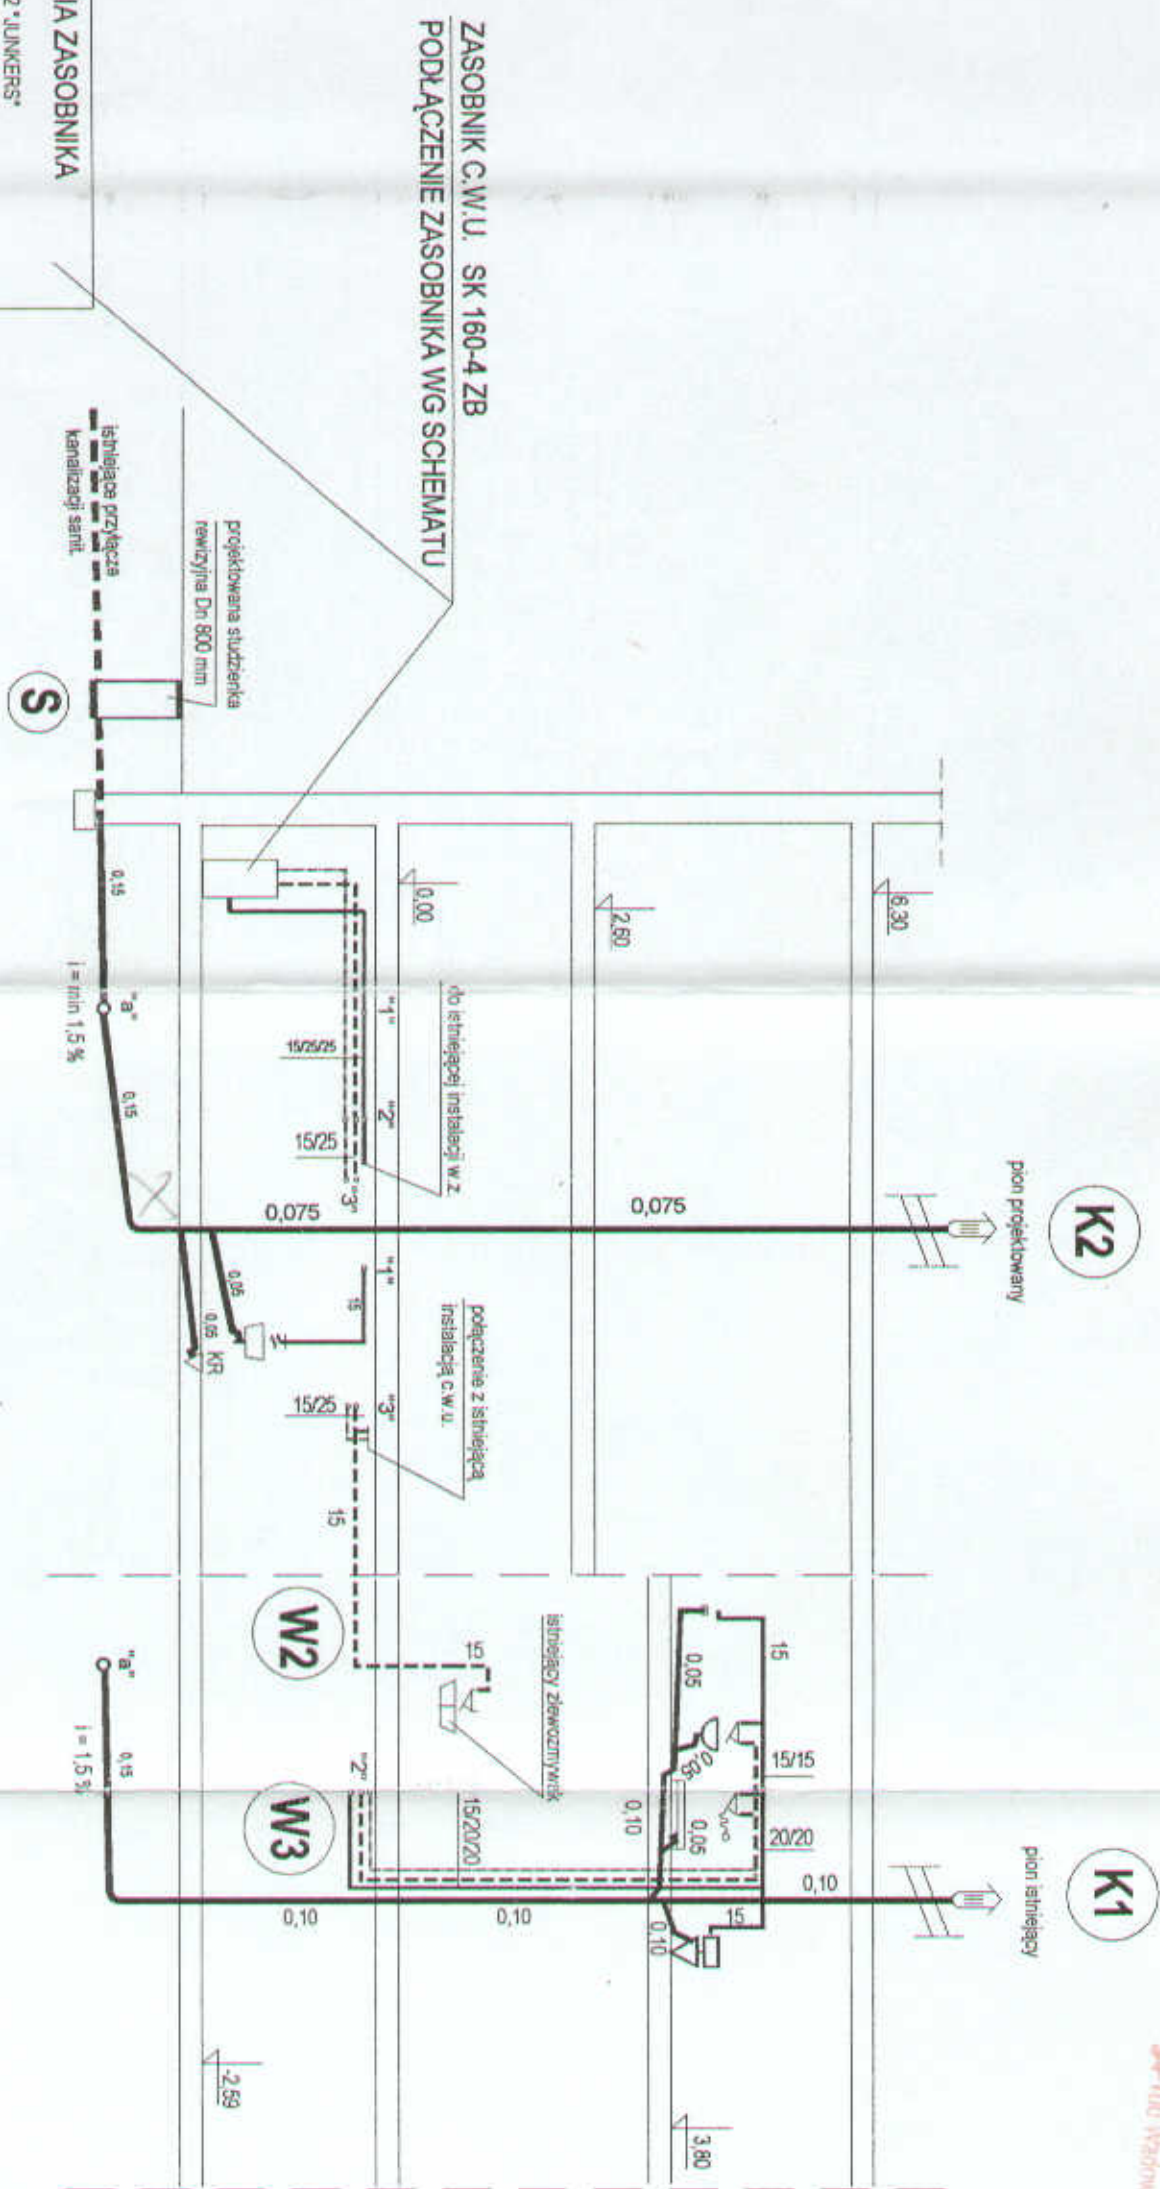 K2
pion projektowany
K1
pion istniejący
6,30
2,60
0,00
ZASOBNIK C.W.U. SK 160-4 ZB
PODŁĄCZENIE ZASOBNIKA WG SCHEMATU
do istniejącej instalacji w.z.
"1"
"2"
15/25/25
15/25
"3"
0,075
0,075
"1"
15
0,05
0,05
KR
połączenie z istniejącą
instalacją c.w.u.
"3"
15/25
15
W2
15
istniejący zlewozmywak
15
0,05
15/15
20/20
0,05
0,10
0,10
15
0,10
"2"
15/20/20
W3
0,10
0,10
3,80
-2,59
projektowana studzienka
rewizyjna Dn 800 mm
istniejące przyłącze
kanalizacji sanit.
S
0,15
"a"
i = min 1,5 %
0,15
"a"
0,15
i = 1,5 %
ZASOBNIKA
"JUNKERS"